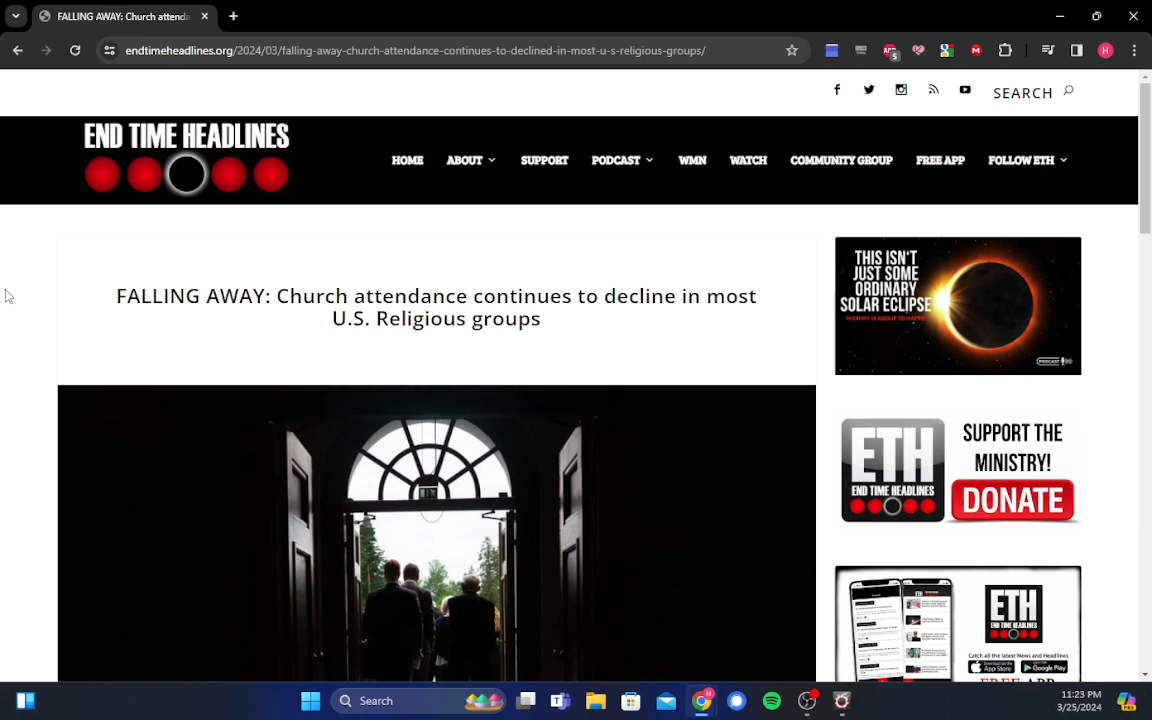 FALLING AWAY: Church attenda
endtimeheadlines.org/2024/03/falling-away-church-attendance-continues-to-declined-in-most-u-s-religious-groups/
5
H
SEARCH
END TIME HEADLINES
HOME ABOUT SUPPORT PODCAST WMN WATCH COMMUNITY GROUP FREE APP FOLLOW ETH
FALLING AWAY: Church attendance continues to decline in most
U.S. Religious groups
THIS ISN'T
JUST SOME
ORDINARY
SOLAR ECLIPSE
HISTORY IS ABOUT TO HAPPEN
PODCAST
ETH
END TIME HEADLINES
SUPPORT THE
MINISTRY!
DONATE
ETH
END TIME HEADLINES
Catch all the latest News and Headlines
App Store
Google Play
FREE APP
Search
11:23 PM
3/25/2024